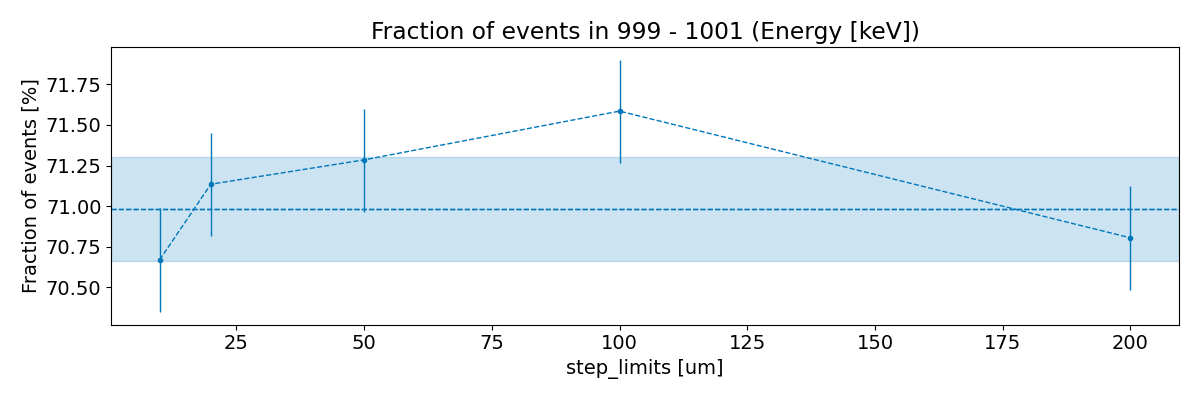 Fraction of events in 999 - 1001 (Energy [keV])
Fraction of events [%]
71.75
71.50
71.25
71.00
70.75
70.50
25 50 75 100 125 150 175 200
step_limits [um]